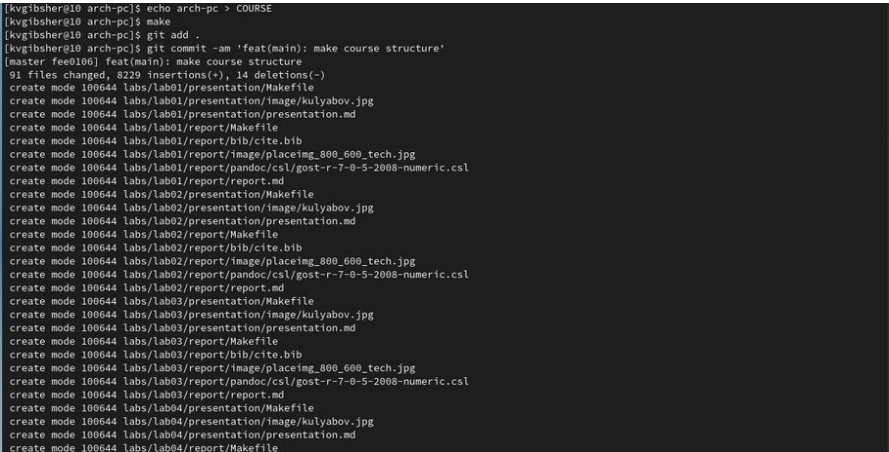 [kvgibsher@10 arch-pc]$ echo arch-pc > COURSE
[kvgibsher@10 arch-pc]$ make
[kvgibsher@10 arch-pc]$ git add .
[kvgibsher@10 arch-pc]$ git commit -am 'feat(main): make course structure'
[master fee0106] feat(main): make course structure
 91 files changed, 8229 insertions(+), 14 deletions(-)
 create mode 100644 labs/lab01/presentation/Makefile
 create mode 100644 labs/lab01/presentation/image/kulyabov.jpg
 create mode 100644 labs/lab01/presentation/presentation.md
 create mode 100644 labs/lab01/report/Makefile
 create mode 100644 labs/lab01/report/bib/cite.bib
 create mode 100644 labs/lab01/report/image/placeimg_800_600_tech.jpg
 create mode 100644 labs/lab01/report/pandoc/csl/gost-r-7-0-5-2008-numeric.csl
 create mode 100644 labs/lab01/report/report.md
 create mode 100644 labs/lab02/presentation/Makefile
 create mode 100644 labs/lab02/presentation/image/kulyabov.jpg
 create mode 100644 labs/lab02/presentation/presentation.md
 create mode 100644 labs/lab02/report/Makefile
 create mode 100644 labs/lab02/report/bib/cite.bib
 create mode 100644 labs/lab02/report/image/placeimg_800_600_tech.jpg
 create mode 100644 labs/lab02/report/pandoc/csl/gost-r-7-0-5-2008-numeric.csl
 create mode 100644 labs/lab02/report/report.md
 create mode 100644 labs/lab03/presentation/Makefile
 create mode 100644 labs/lab03/presentation/image/kulyabov.jpg
 create mode 100644 labs/lab03/presentation/presentation.md
 create mode 100644 labs/lab03/report/Makefile
 create mode 100644 labs/lab03/report/bib/cite.bib
 create mode 100644 labs/lab03/report/image/placeimg_800_600_tech.jpg
 create mode 100644 labs/lab03/report/pandoc/csl/gost-r-7-0-5-2008-numeric.csl
 create mode 100644 labs/lab03/report/report.md
 create mode 100644 labs/lab04/presentation/Makefile
 create mode 100644 labs/lab04/presentation/image/kulyabov.jpg
 create mode 100644 labs/lab04/presentation/presentation.md
 create mode 100644 labs/lab04/report/Makefile